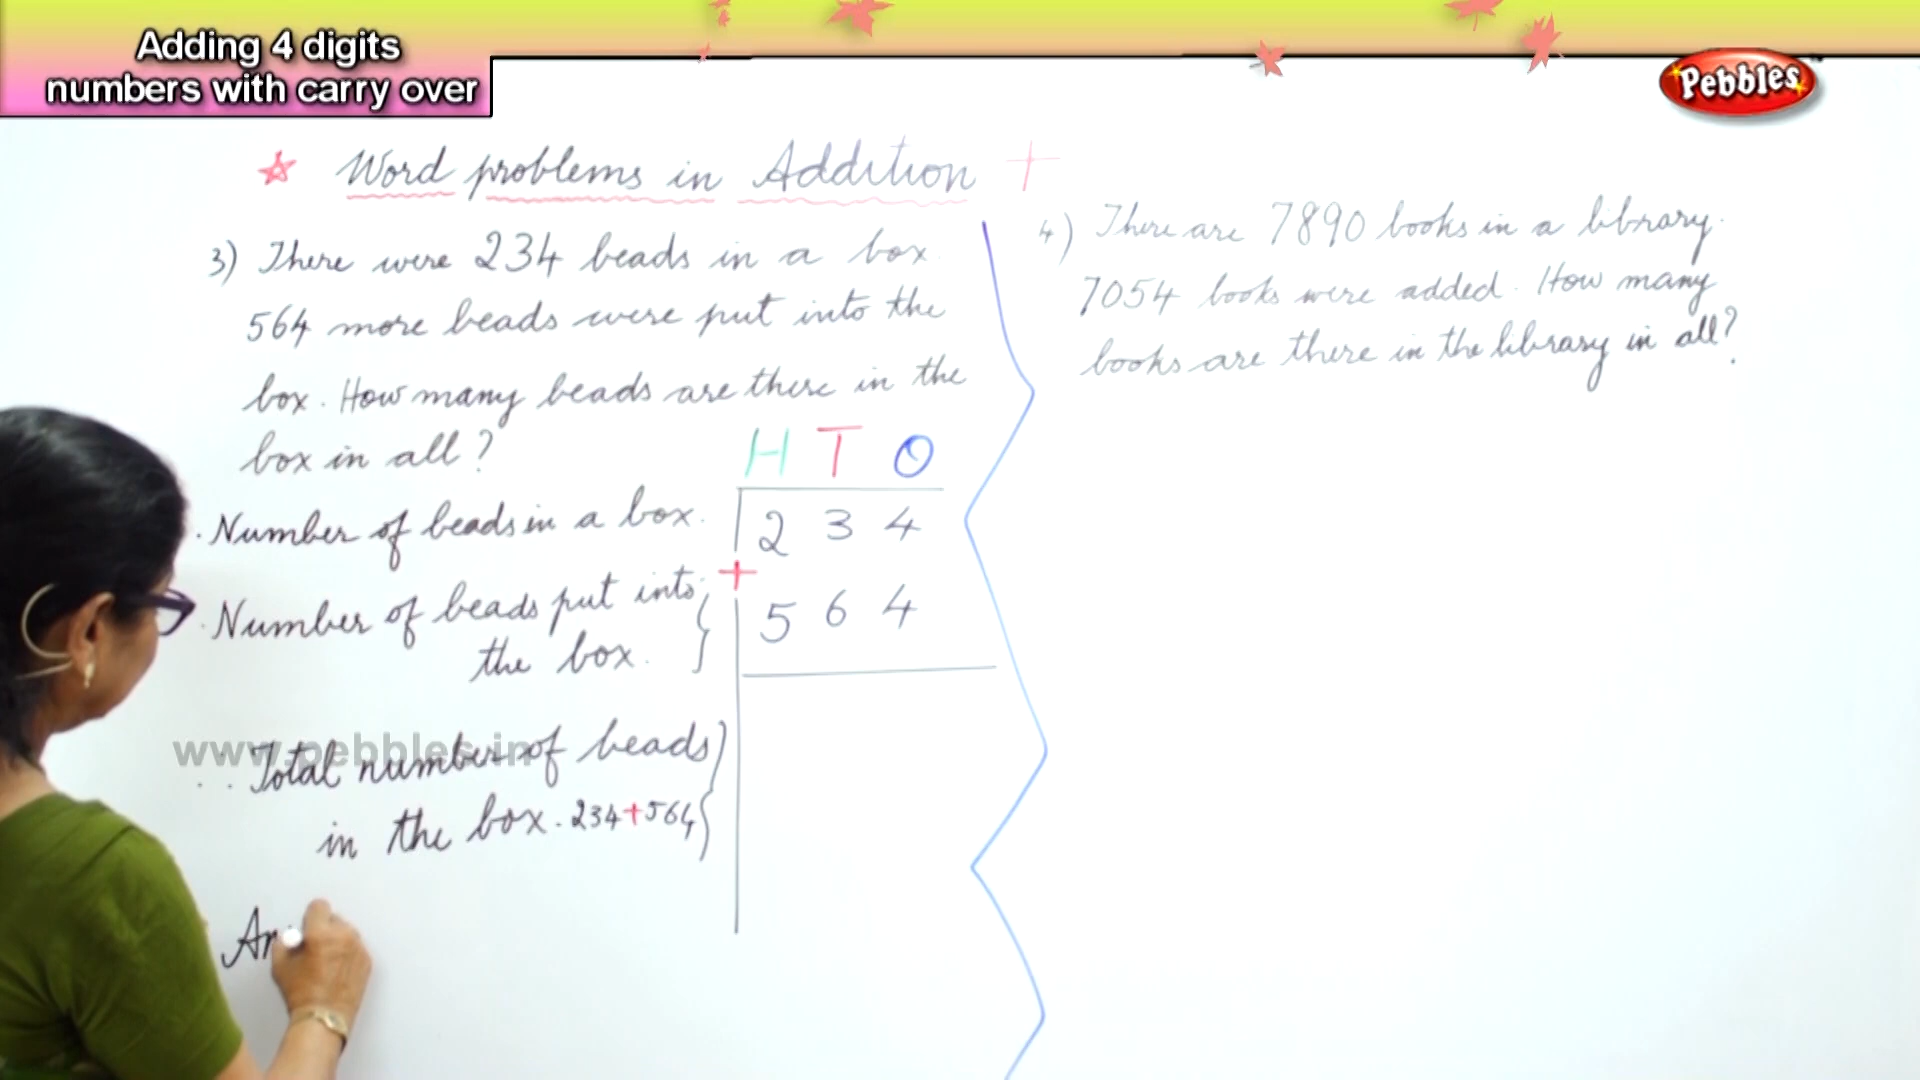 Adding 4 digits
numbers with carry over
Pebbles
Word problems in Addition +
3) There were 234 beads in a box.
564 more beads were put into the
box. How many beads are there in the
box in all?
H T O
Number of beads in a box. 2 3 4
+
Number of beads put into 5 6 4
the box.
www.pebbles.in
Total number of beads
in the box. 234+564
An
4) There are 7890 books in a library.
7054 books were added. How many
books are there in the library in all?